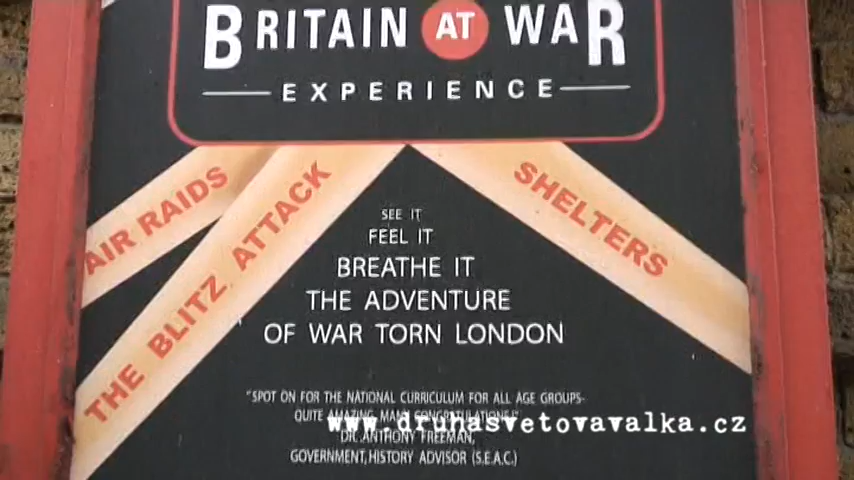 BRITAIN AT WAR
EXPERIENCE
AIR RAIDS
THE BLITZ ATTACK
SHELTERS
SEE IT
FEEL IT
BREATHE IT
THE ADVENTURE
OF WAR TORN LONDON
"SPOT ON FOR THE NATIONAL CURRICULUM FOR ALL AGE GROUPS-
QUITE AMAZING. MANY CONGRATULATIONS!"
www.druhasvetovavalka.cz
DR. ANTHONY FREEMAN,
GOVERNMENT, HISTORY ADVISOR (S.E.A.C.)